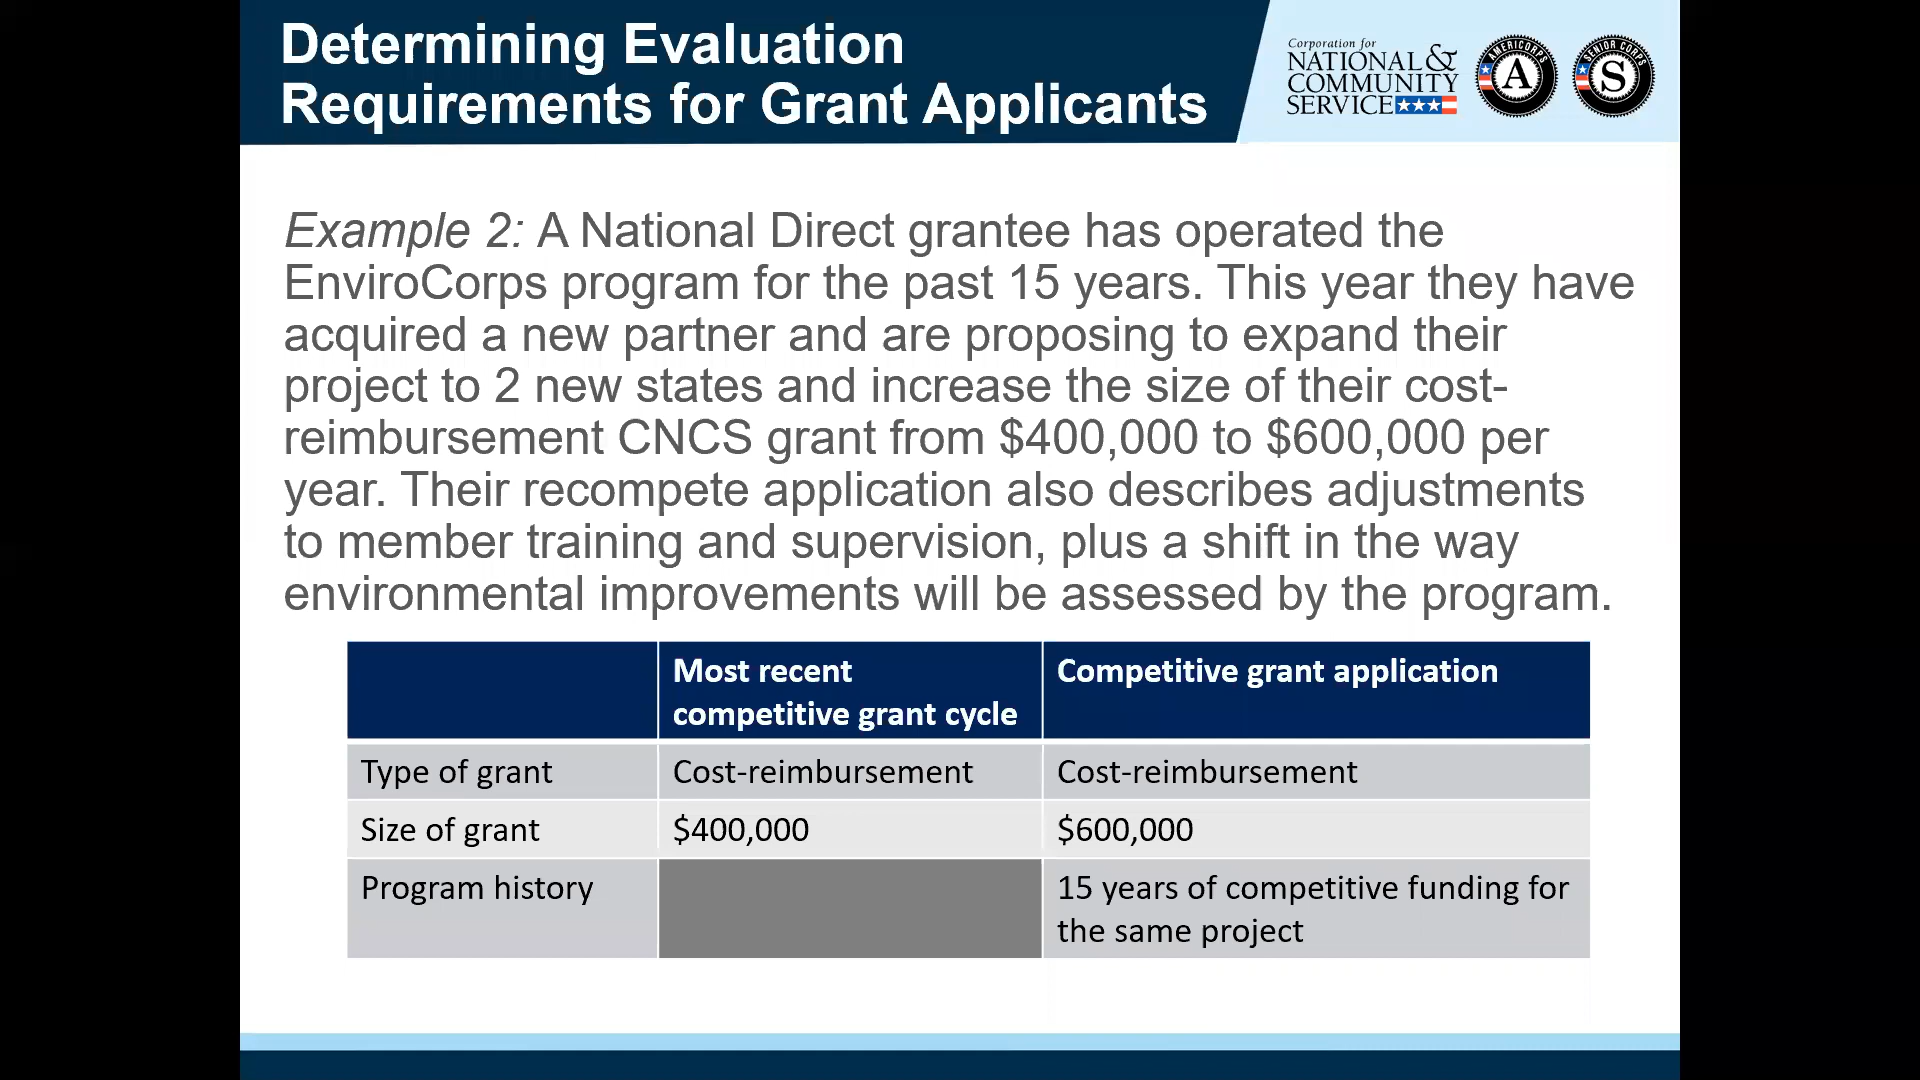 Determining Evaluation
Requirements for Grant Applicants
Corporation for
NATIONAL &
COMMUNITY
SERVICE
AMERICORPS
A
SENIOR CORPS
S
Example 2: A National Direct grantee has operated the
EnviroCorps program for the past 15 years. This year they have
acquired a new partner and are proposing to expand their
project to 2 new states and increase the size of their cost-
reimbursement CNCS grant from $400,000 to $600,000 per
year. Their recompete application also describes adjustments
to member training and supervision, plus a shift in the way
environmental improvements will be assessed by the program.
Most recent
competitive grant cycle
Competitive grant application
Type of grant
Cost-reimbursement
Cost-reimbursement
Size of grant
$400,000
$600,000
Program history
15 years of competitive funding for
the same project